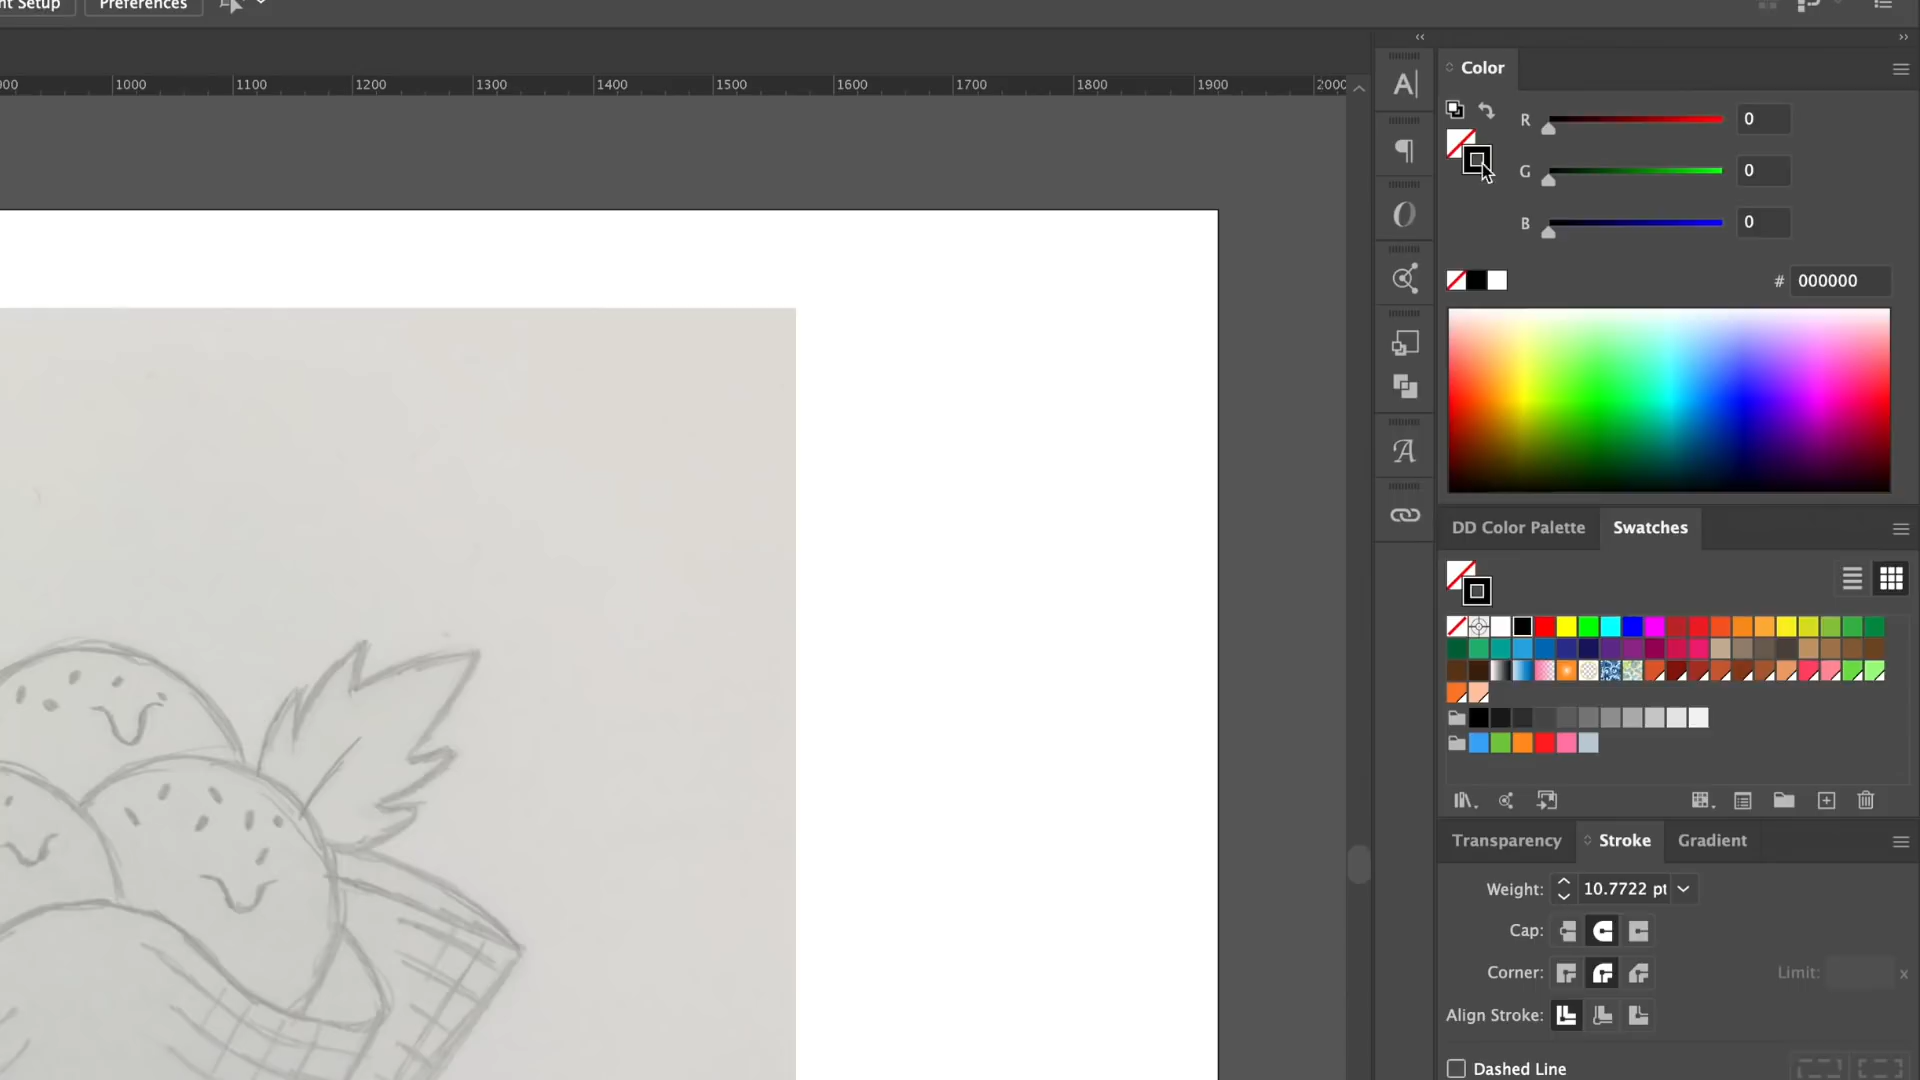 nt Setup
Preferences
00 1000 1100 1200 1300 1400 1500 1600 1700 1800 1900 2000
Color
R 0
G 0
B 0
# 000000
DD Color Palette
Swatches
Transparency
Stroke
Gradient
Weight: 10.7722 pt
Cap:
Corner:
Limit: x
Align Stroke:
Dashed Line